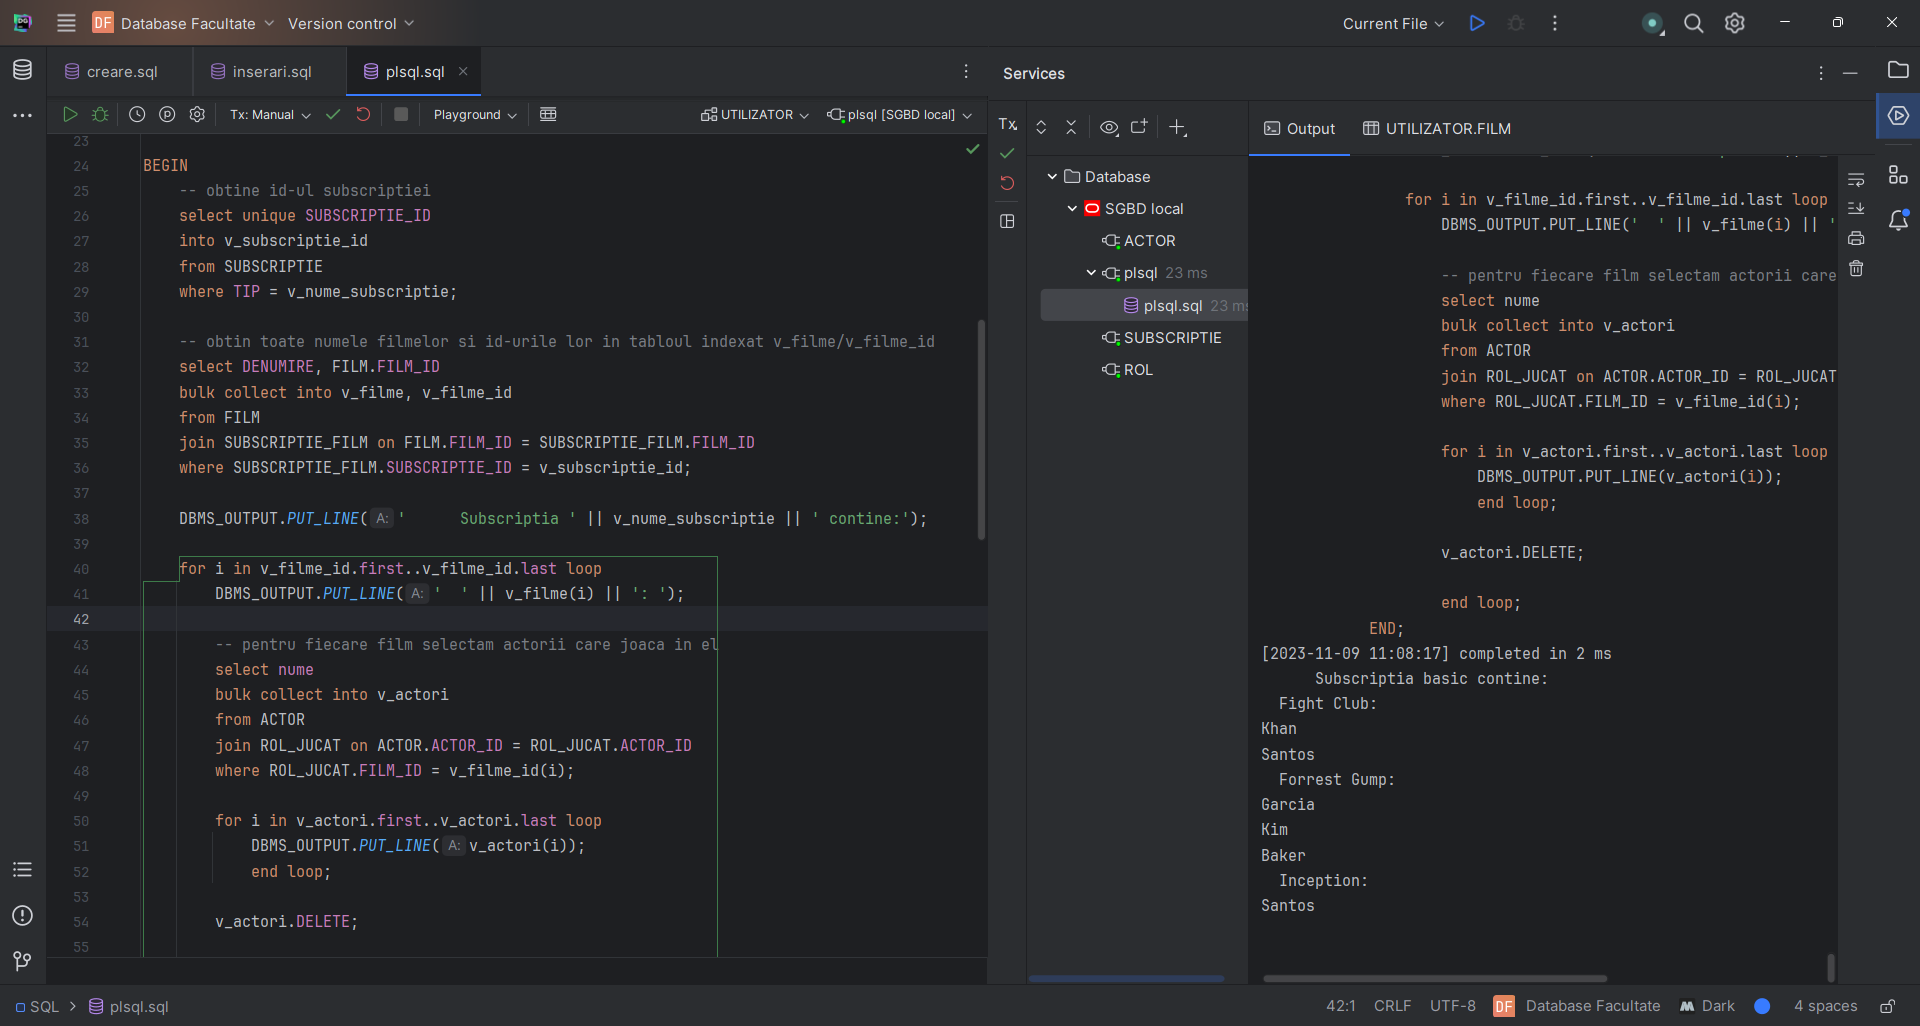 DF Database Facultate
Version control
Current File
creare.sql
inserari.sql
plsql.sql
Tx: Manual
Playground
UTILIZATOR
plsql [SGBD local]
23
24 BEGIN
25 -- obtine id-ul subscriptiei
26 select unique SUBSCRIPTIE_ID
27 into v_subscriptie_id
28 from SUBSCRIPTIE
29 where TIP = v_nume_subscriptie;
30
31 -- obtin toate numele filmelor si id-urile lor in tabloul indexat v_filme/v_filme_id
32 select DENUMIRE, FILM.FILM_ID
33 bulk collect into v_filme, v_filme_id
34 from FILM
35 join SUBSCRIPTIE_FILM on FILM.FILM_ID = SUBSCRIPTIE_FILM.FILM_ID
36 where SUBSCRIPTIE_FILM.SUBSCRIPTIE_ID = v_subscriptie_id;
37
38 DBMS_OUTPUT.PUT_LINE( A: '      Subscriptia ' || v_nume_subscriptie || ' contine:');
39
40 for i in v_filme_id.first..v_filme_id.last loop
41 DBMS_OUTPUT.PUT_LINE( A: '  ' || v_filme(i) || ': ');
42
43 -- pentru fiecare film selectam actorii care joaca in el
44 select nume
45 bulk collect into v_actori
46 from ACTOR
47 join ROL_JUCAT on ACTOR.ACTOR_ID = ROL_JUCAT.ACTOR_ID
48 where ROL_JUCAT.FILM_ID = v_filme_id(i);
49
50 for i in v_actori.first..v_actori.last loop
51 DBMS_OUTPUT.PUT_LINE( A: v_actori(i));
52 end loop;
53
54 v_actori.DELETE;
55
Services
Tx
Database
SGBD local
ACTOR
plsql 23 ms
plsql.sql 23 ms
SUBSCRIPTIE
ROL
Output
UTILIZATOR.FILM
for i in v_filme_id.first..v_filme_id.last loop
DBMS_OUTPUT.PUT_LINE('  ' || v_filme(i) || '
-- pentru fiecare film selectam actorii care
select nume
bulk collect into v_actori
from ACTOR
join ROL_JUCAT on ACTOR.ACTOR_ID = ROL_JUCAT
where ROL_JUCAT.FILM_ID = v_filme_id(i);
for i in v_actori.first..v_actori.last loop
DBMS_OUTPUT.PUT_LINE(v_actori(i));
end loop;
v_actori.DELETE;
end loop;
END;
[2023-11-09 11:08:17] completed in 2 ms
Subscriptia basic contine:
Fight Club:
Khan
Santos
Forrest Gump:
Garcia
Kim
Baker
Inception:
Santos
SQL > plsql.sql
42:1
CRLF
UTF-8
DF Database Facultate
Dark
4 spaces